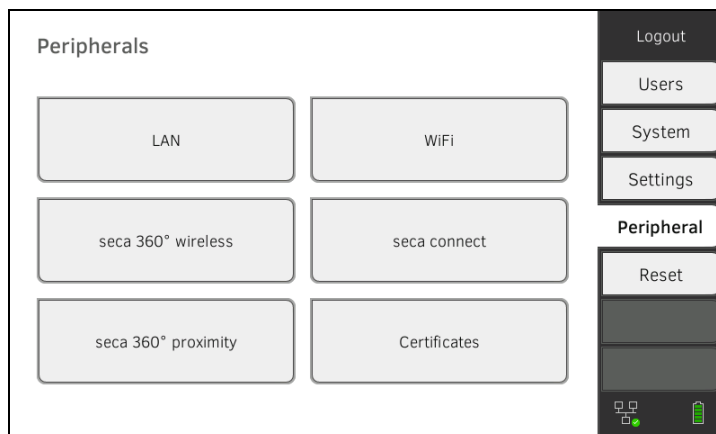 Peripherals
LAN
WiFi
seca 360° wireless
seca connect
seca 360° proximity
Certificates
Logout
Users
System
Settings
Peripheral
Reset